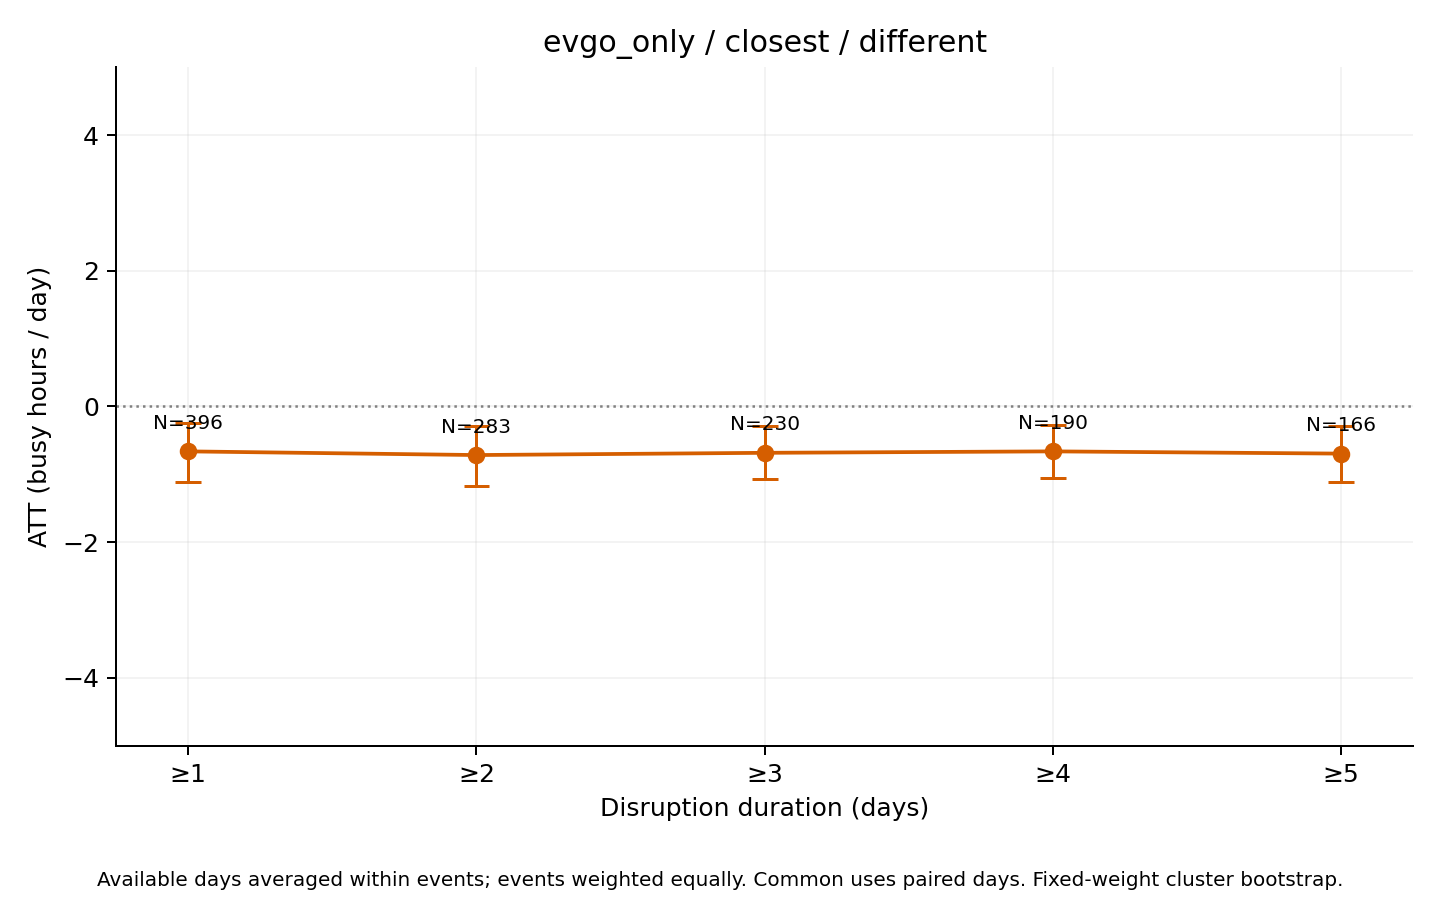 evgo_only / closest / different
ATT (busy hours / day)
4
2
0
−2
−4
N=396
N=283
N=230
N=190
N=166
≥1
≥2
≥3
≥4
≥5
Disruption duration (days)
Available days averaged within events; events weighted equally. Common uses paired days. Fixed-weight cluster bootstrap.